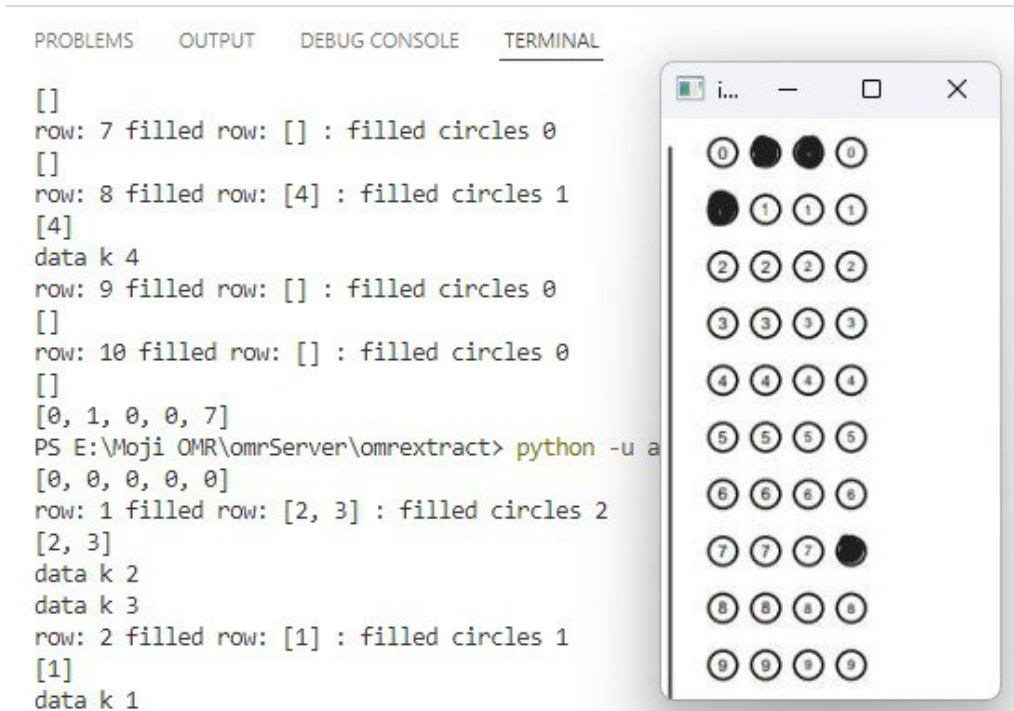 PROBLEMS OUTPUT DEBUG CONSOLE TERMINAL
[]
row: 7 filled row: [] : filled circles 0
[]
row: 8 filled row: [4] : filled circles 1
[4]
data k 4
row: 9 filled row: [] : filled circles 0
[]
row: 10 filled row: [] : filled circles 0
[]
[0, 1, 0, 0, 7]
PS E:\Moji OMR\omrServer\omrextract> python -u a
[0, 0, 0, 0, 0]
row: 1 filled row: [2, 3] : filled circles 2
[2, 3]
data k 2
data k 3
row: 2 filled row: [1] : filled circles 1
[1]
data k 1
i...
0 0
1 1 1
2 2 2 2
3 3 3 3
4 4 4 4
5 5 5 5
6 6 6 6
7 7 7
8 8 8 8
9 9 9 9